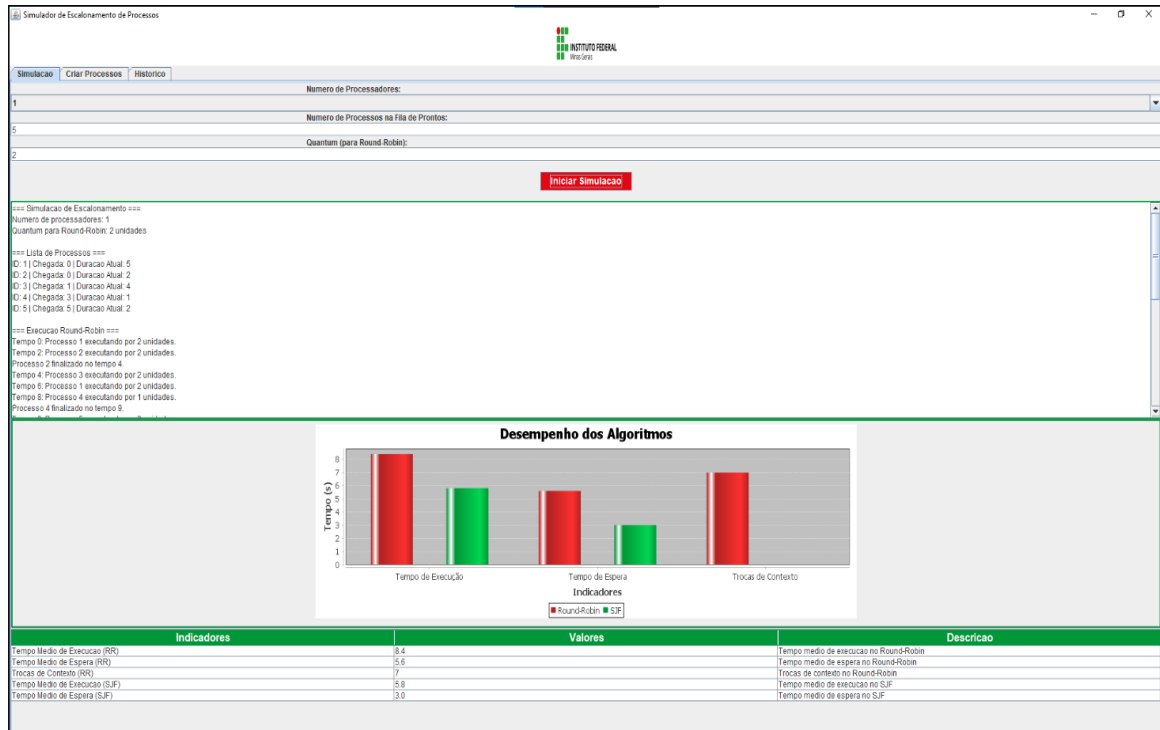 Simulador de Escalonamento de Processos
INSTITUTO FEDERAL
Minas Gerais
Simulacao Criar Processos Historico
Numero de Processadores:
1
Numero de Processos na Fila de Prontos:
5
Quantum (para Round-Robin):
2
Iniciar Simulacao
=== Simulacao de Escalonamento ===
Numero de processadores: 1
Quantum para Round-Robin: 2 unidades
=== Lista de Processos ===
ID: 1 | Chegada: 0 | Duracao Atual: 5
ID: 2 | Chegada: 0 | Duracao Atual: 2
ID: 3 | Chegada: 1 | Duracao Atual: 4
ID: 4 | Chegada: 3 | Duracao Atual: 1
ID: 5 | Chegada: 5 | Duracao Atual: 2
=== Execucao Round-Robin ===
Tempo 0: Processo 1 executando por 2 unidades.
Tempo 2: Processo 2 executando por 2 unidades.
Processo 2 finalizado no tempo 4.
Tempo 4: Processo 3 executando por 2 unidades.
Tempo 6: Processo 1 executando por 2 unidades.
Tempo 8: Processo 4 executando por 1 unidades.
Processo 4 finalizado no tempo 9.
Desempenho dos Algoritmos
Tempo (s)
8
7
6
5
4
3
2
1
0
Tempo de Execução Tempo de Espera Trocas de Contexto
Indicadores
Round-Robin SJF
Indicadores Valores Descricao
Tempo Medio de Execucao (RR) 8.4 Tempo medio de execucao no Round-Robin
Tempo Medio de Espera (RR) 5.6 Tempo medio de espera no Round-Robin
Trocas de Contexto (RR) 7 Trocas de contexto no Round-Robin
Tempo Medio de Execucao (SJF) 5.8 Tempo medio de execucao no SJF
Tempo Medio de Espera (SJF) 3.0 Tempo medio de espera no SJF